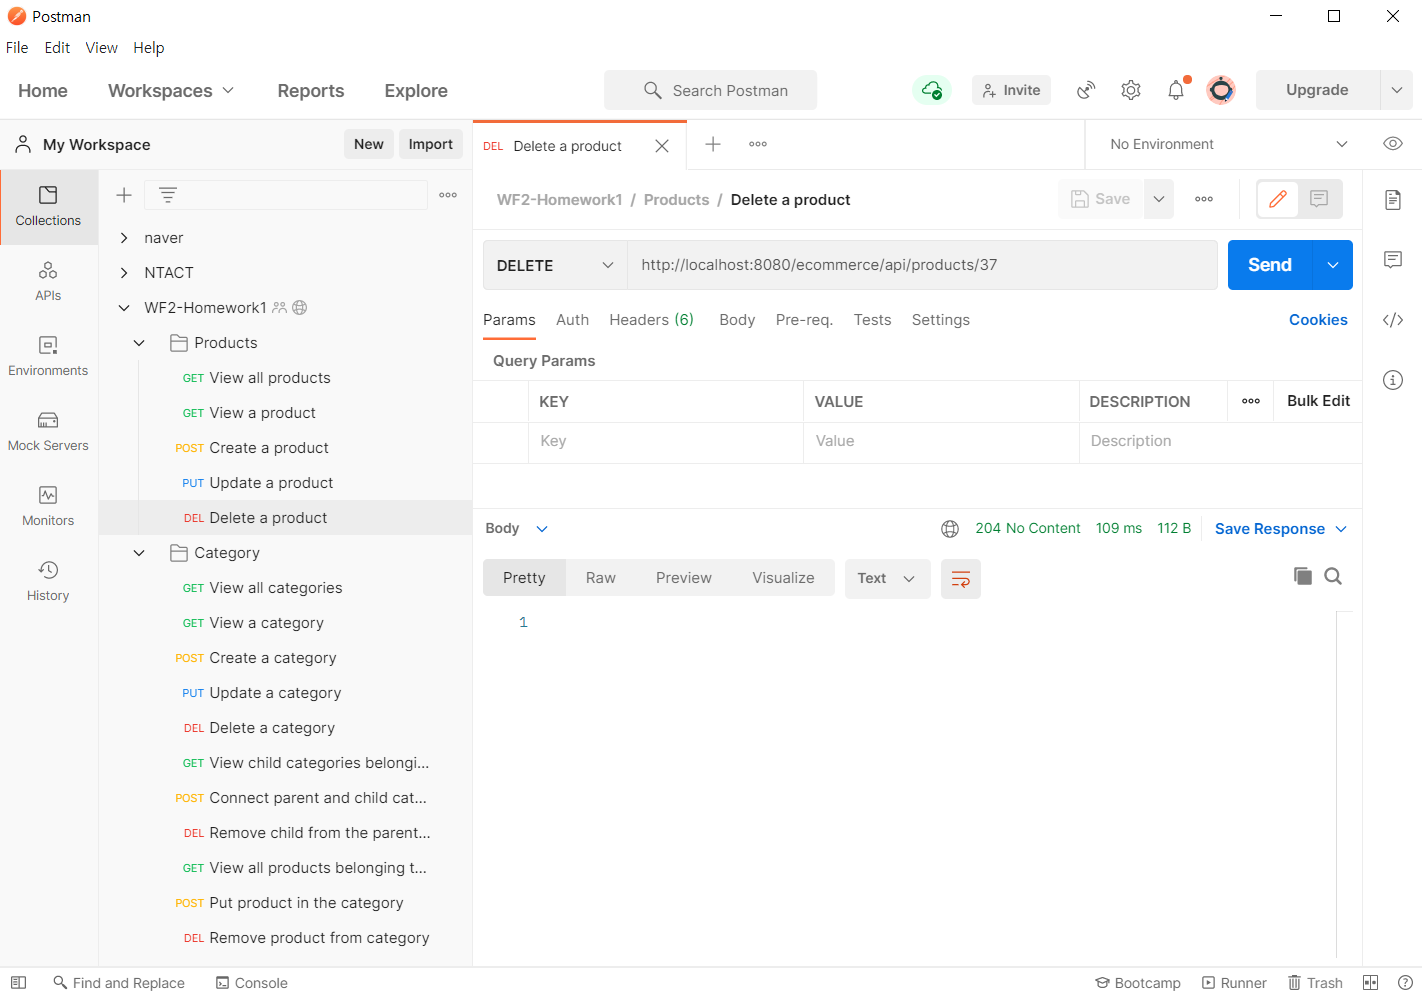 Postman
File Edit View Help
Home Workspaces Reports Explore Search Postman Invite Upgrade
My Workspace New Import
DEL Delete a product
No Environment
Collections
APIs
Environments
Mock Servers
Monitors
History
naver
NTACT
WF2-Homework1
Products
GET View all products
GET View a product
POST Create a product
PUT Update a product
DEL Delete a product
Category
GET View all categories
GET View a category
POST Create a category
PUT Update a category
DEL Delete a category
GET View child categories belongi...
POST Connect parent and child cat...
DEL Remove child from the parent...
GET View all products belonging t...
POST Put product in the category
DEL Remove product from category
WF2-Homework1 / Products / Delete a product
Save
DELETE http://localhost:8080/ecommerce/api/products/37 Send
Params Auth Headers (6) Body Pre-req. Tests Settings Cookies
Query Params
KEY VALUE DESCRIPTION Bulk Edit
Key Value Description
Body 204 No Content 109 ms 112 B Save Response
Pretty Raw Preview Visualize Text
1
Find and Replace Console Bootcamp Runner Trash